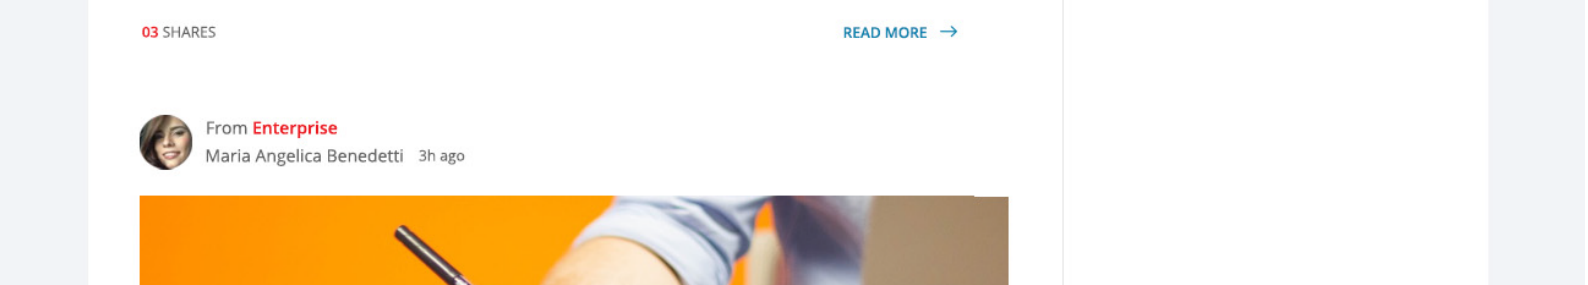 03 SHARES
READ MORE
From Enterprise
Maria Angelica Benedetti 3h ago